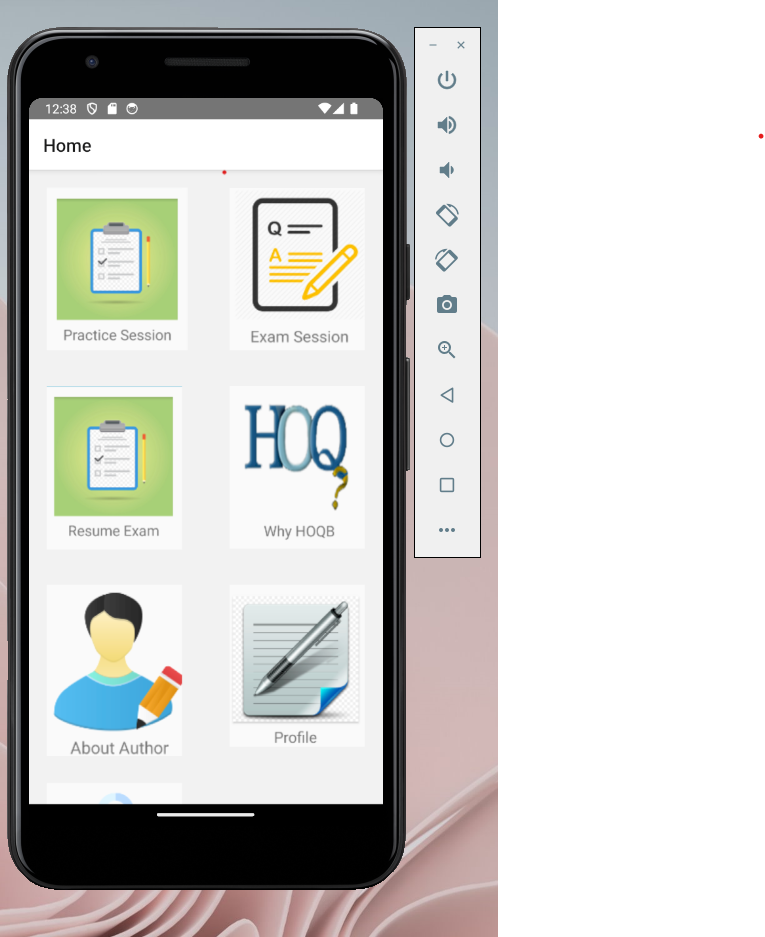 12:38
Home
Q
A
Practice Session
Exam Session
HOQ
?
Resume Exam
Why HOQB
About Author
Profile